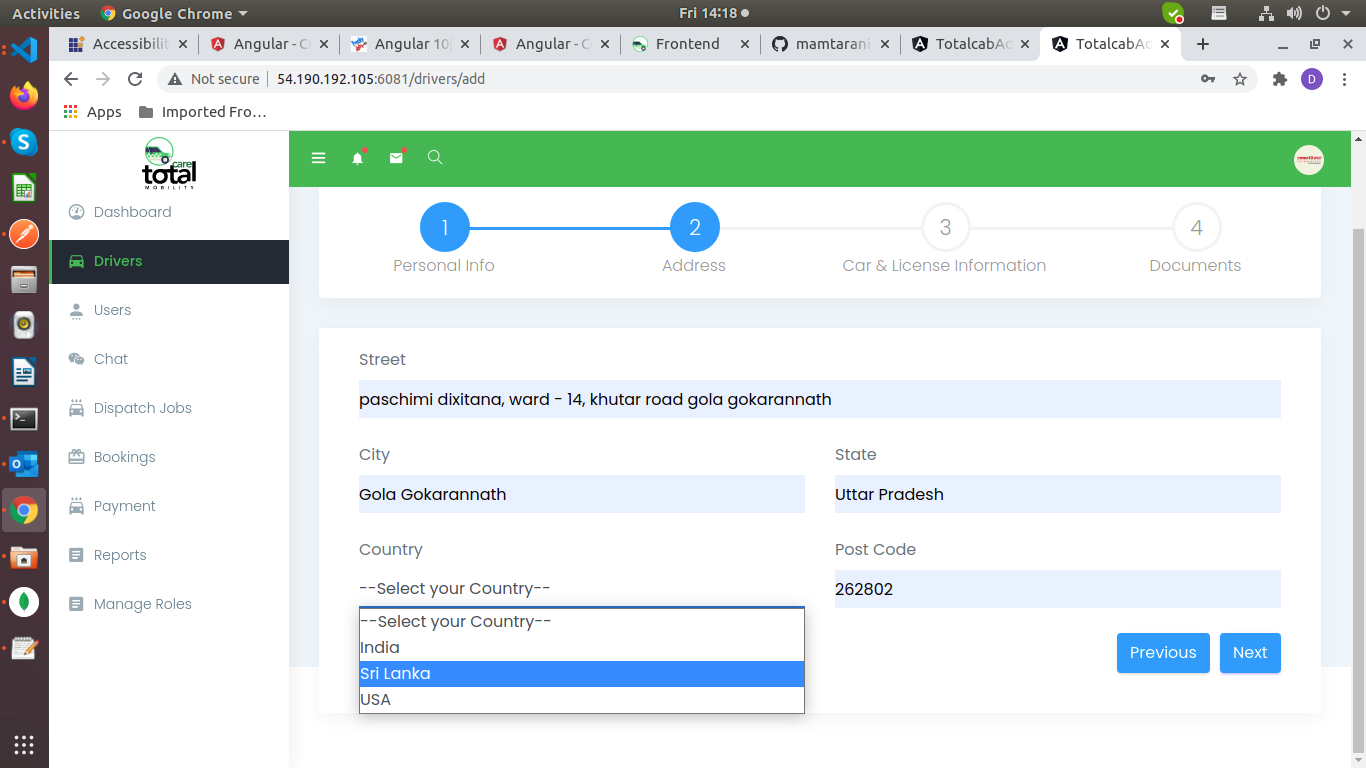 Activities
Google Chrome
Fri 14:18
Accessibilit
Angular - Cr
Angular 10
Angular - C
Frontend
mamtarani
TotalcabAd
TotalcabAd
Not secure
54.190.192.105:6081/drivers/add
D
Apps
Imported Fro…
care
total
MOBILITY
Dashboard
Drivers
Users
Chat
Dispatch Jobs
Bookings
Payment
Reports
Manage Roles
1
2
3
4
Personal Info
Address
Car & License Information
Documents
Street
paschimi dixitana, ward - 14, khutar road gola gokarannath
City
State
Gola Gokarannath
Uttar Pradesh
Country
Post Code
--Select your Country--
262802
--Select your Country--
India
Sri Lanka
USA
Previous
Next